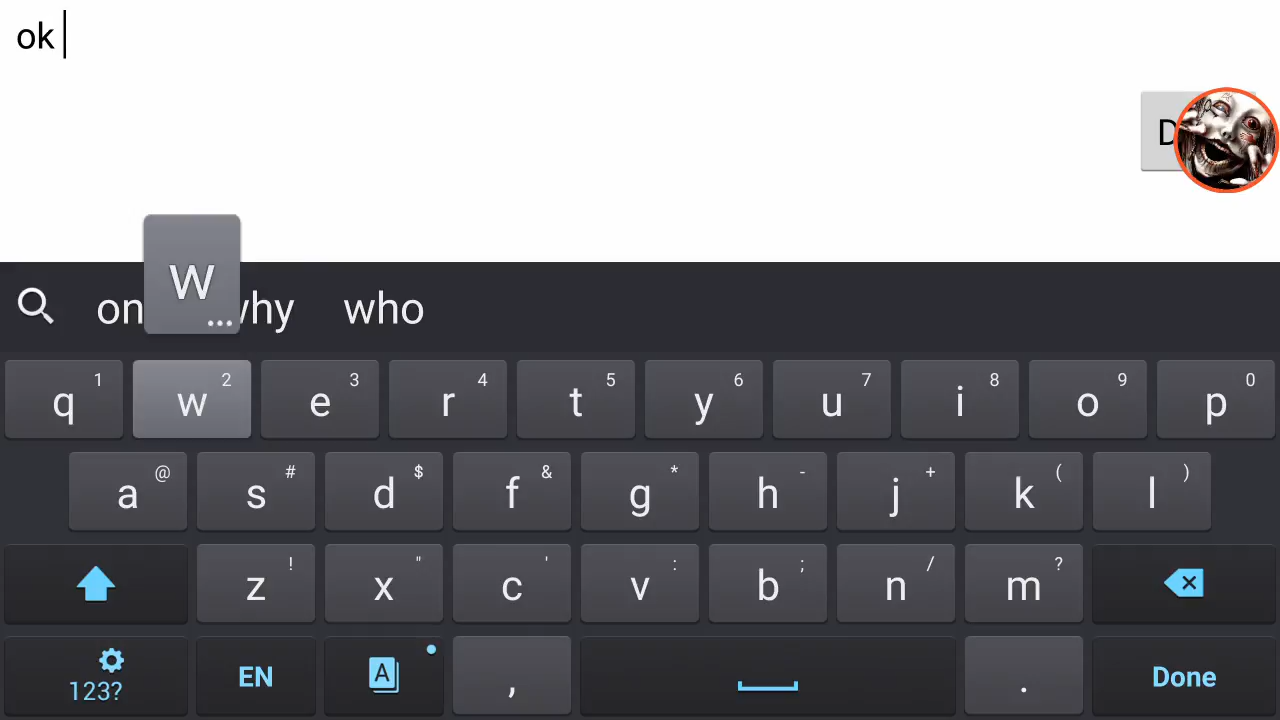 ok
D
w
...
on why who
q 1 w 2 e 3 r 4 t 5 y 6 u 7 i 8 o 9 p 0
a @ s # d $ f & g * h - j + k ( l )
z ! x " c ' v : b ; n / m ?
123? EN A , . Done